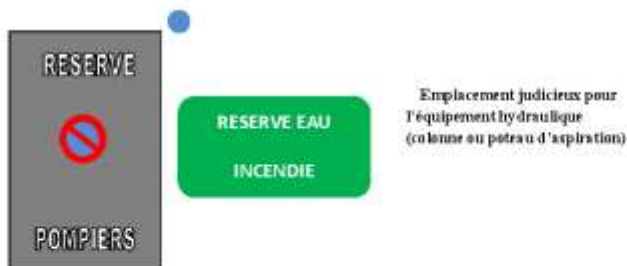 RESERVE
POMPIERS
RESERVE EAU
INCENDIE
Emplacement judicieux pour
l'équipement hydraulique
(colonne ou poteau d'aspiration)